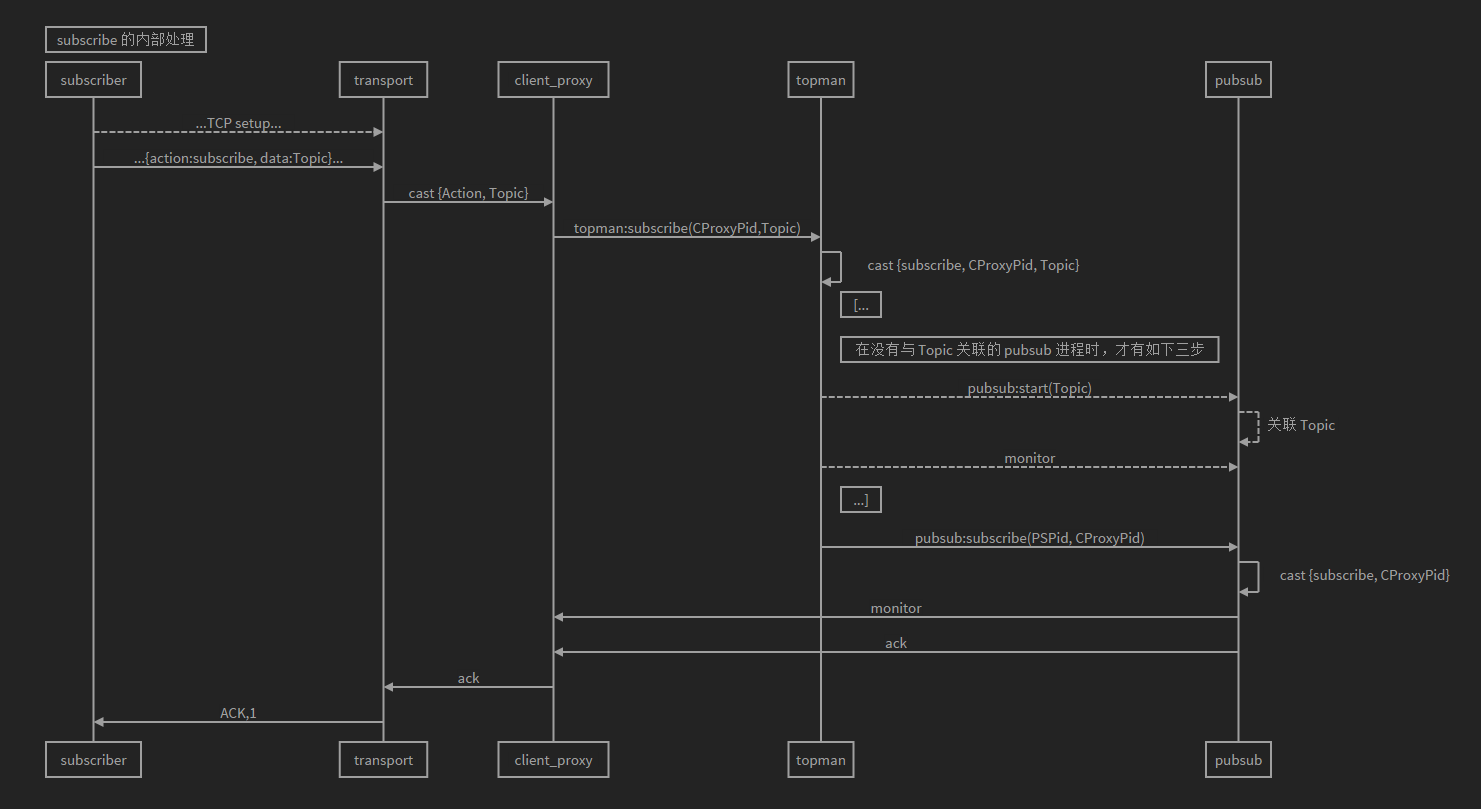 subscribe 的内部处理
subscriber
transport
client_proxy
topman
pubsub
...TCP setup...
...{action:subscribe, data:Topic}...
cast {Action, Topic}
topman:subscribe(CProxyPid,Topic)
cast {subscribe, CProxyPid, Topic}
[...
在没有与 Topic 关联的 pubsub 进程时，才有如下三步
pubsub:start(Topic)
关联 Topic
monitor
...]
pubsub:subscribe(PSPid, CProxyPid)
cast {subscribe, CProxyPid}
monitor
ack
ack
ACK,1
subscriber
transport
client_proxy
topman
pubsub